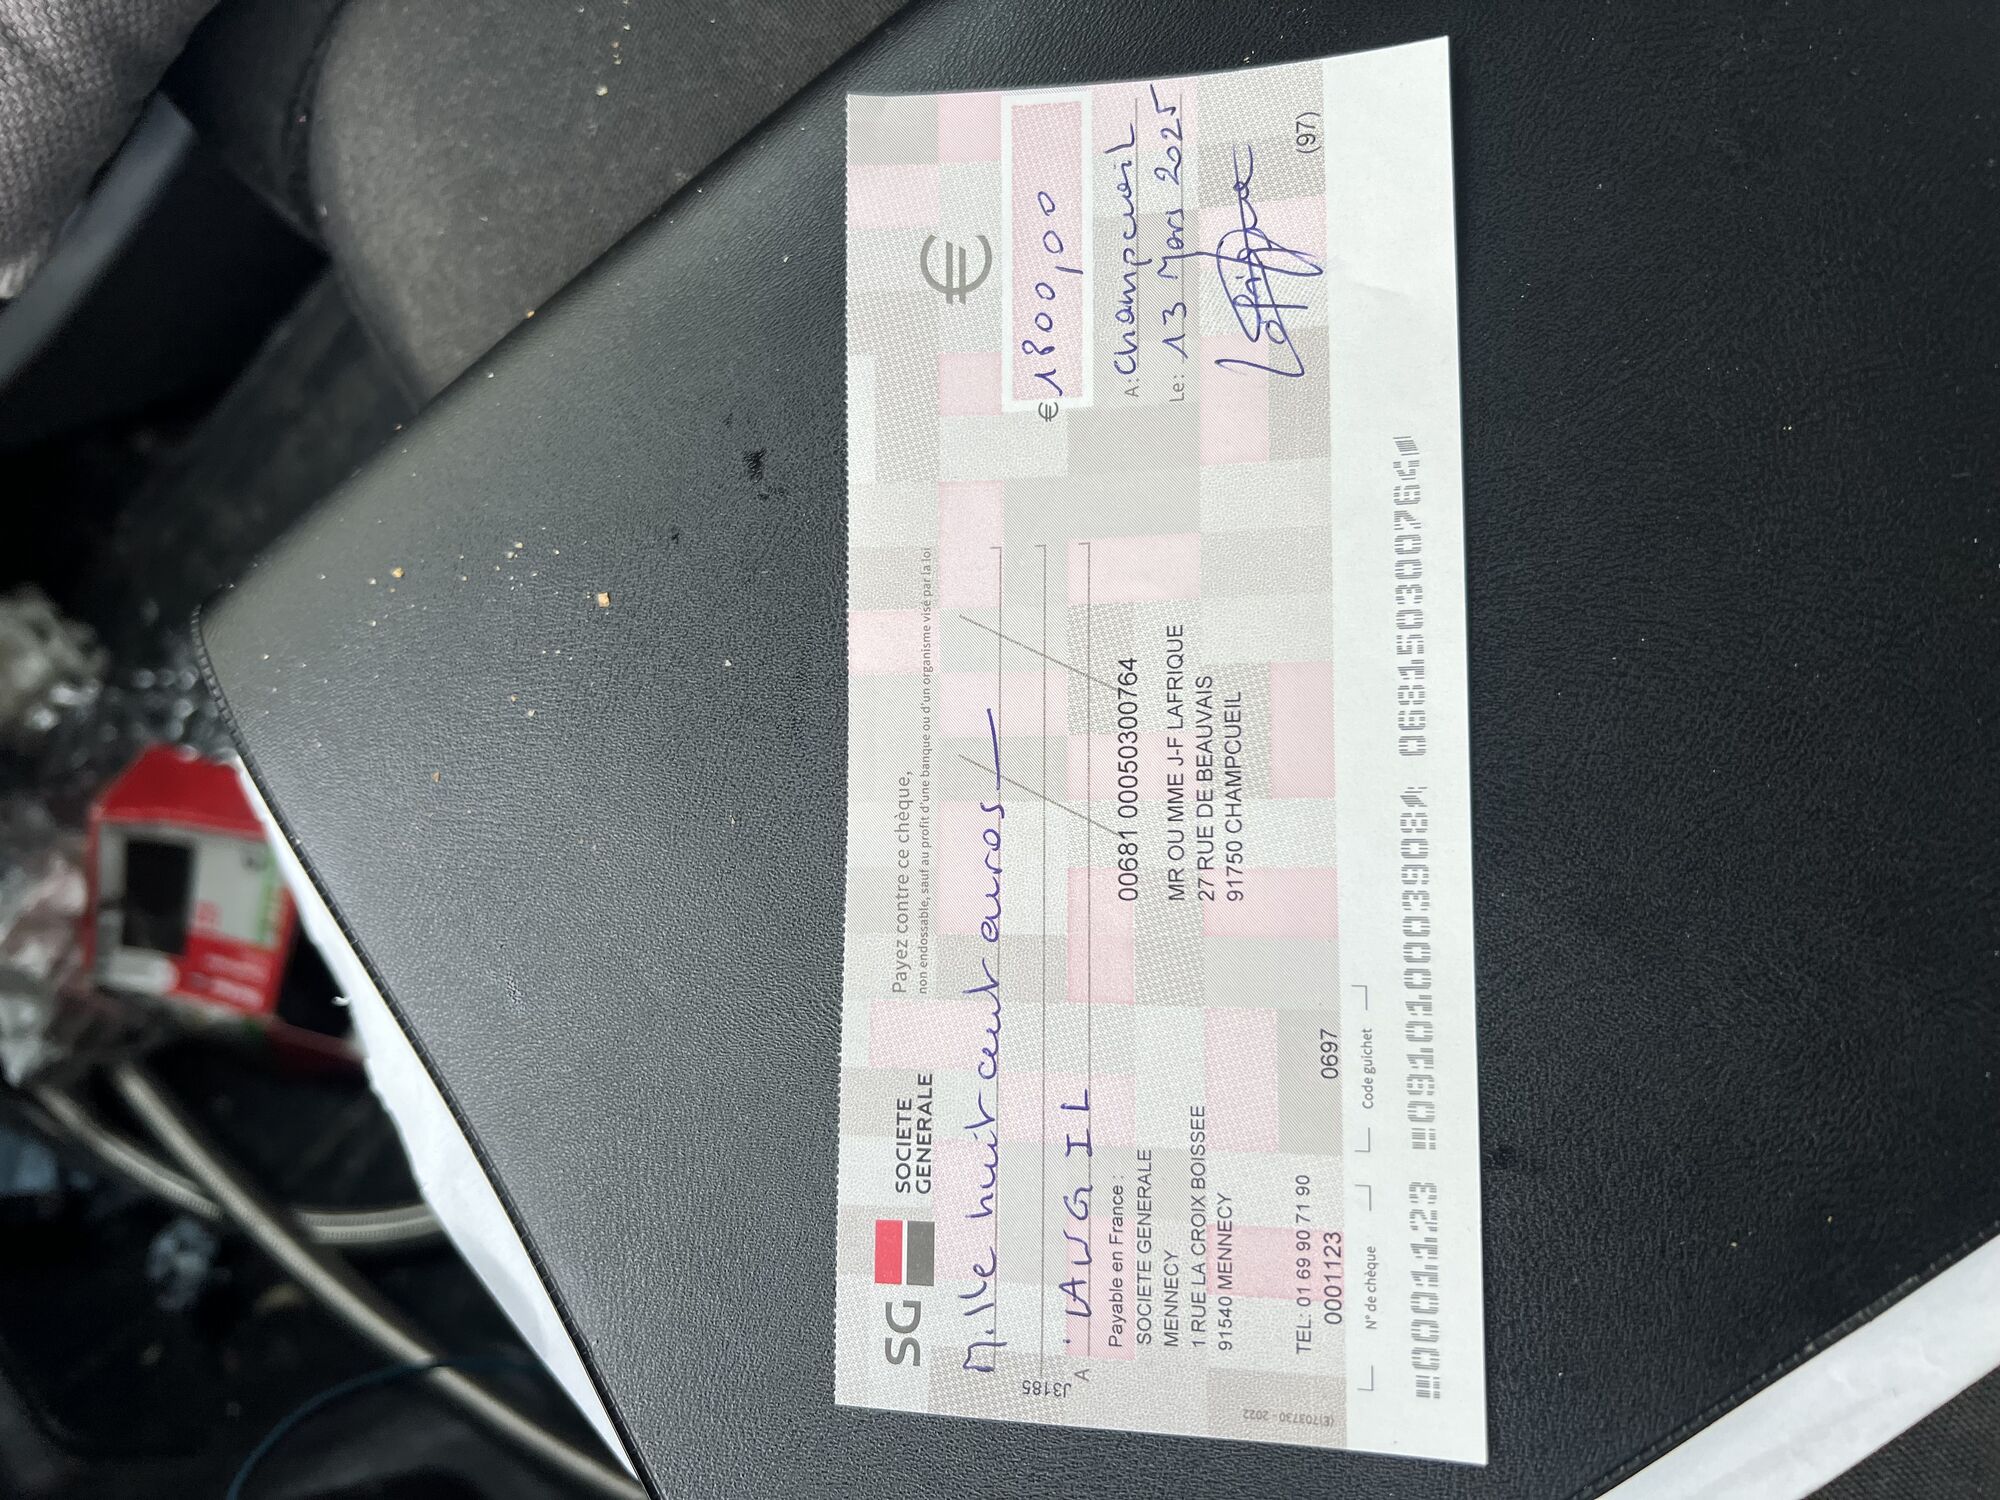 SG SOCIETE
GENERALE
€
Payez contre ce chèque,
non endossable, sauf au profit d'une banque ou d'un organisme visé par la loi
Mille huit cent euros
€ 1800,00
J3185
A
Payable en France :
SOCIETE GENERALE
MENNECY
1 RUE LA CROIX BOISSEE
91540 MENNECY
TEL: 01 69 90 71 90
0001123
0697
00681 00050300764
MR OU MME J-F LAFRIQUE
27 RUE DE BEAUVAIS
91750 CHAMPCUEIL
A: Champcueil
Le: 13 Mars 2025
(97)
(E)703730 - 2022
N° de chèque
Code guichet